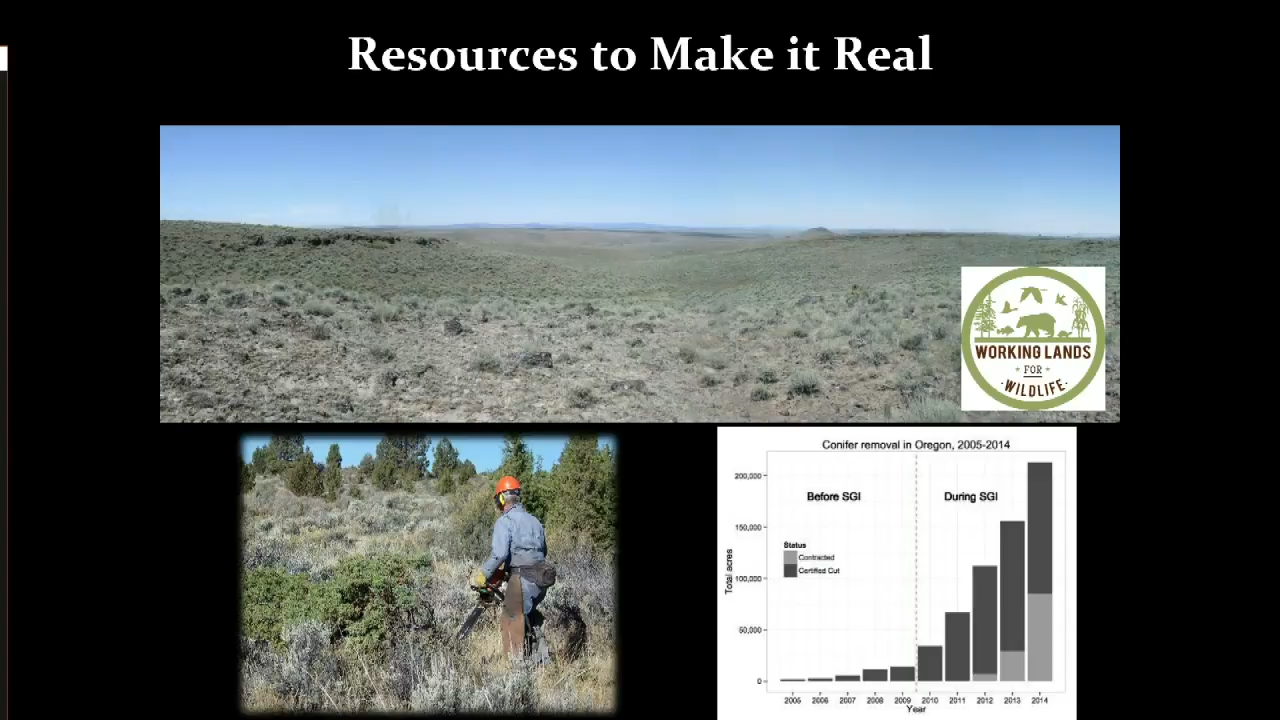 Resources to Make it Real
WORKING LANDS
FOR
WILDLIFE
Conifer removal in Oregon, 2005-2014
200,000
150,000
100,000
50,000
0
Total acres
Before SGI
During SGI
Status
Contracted
Certified Cut
2005 2006 2007 2008 2009 2010 2011 2012 2013 2014
Year